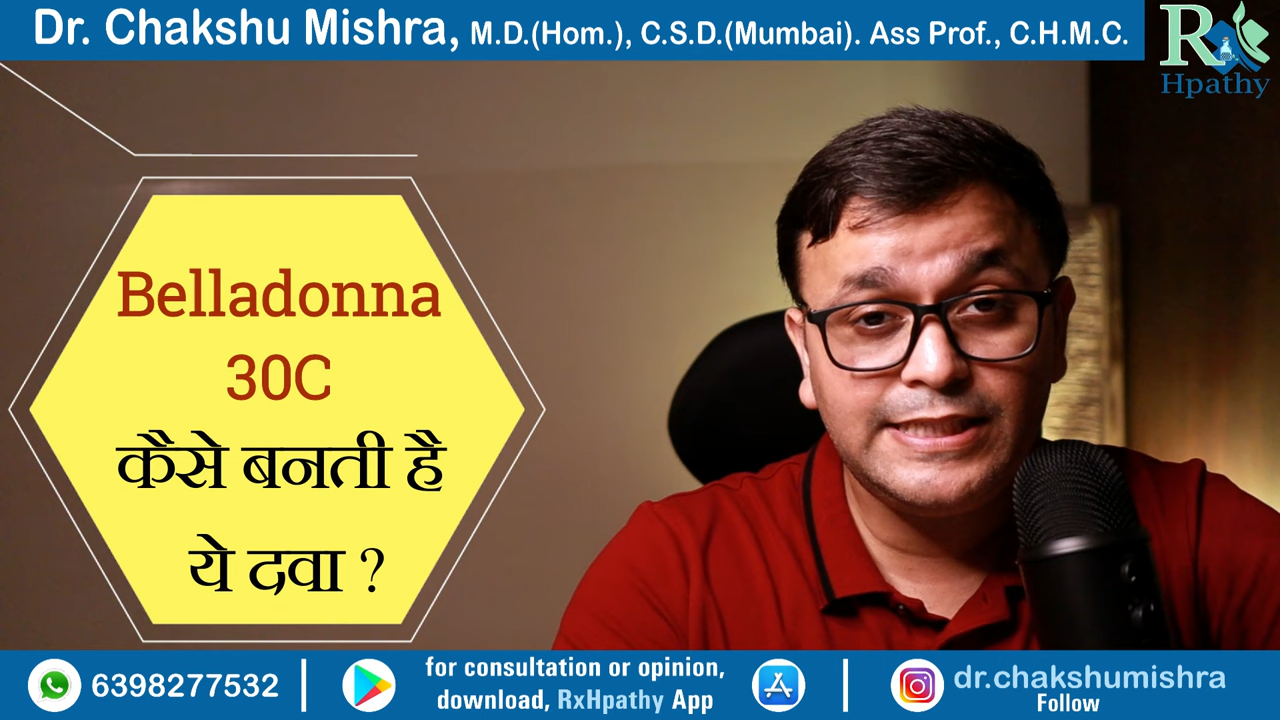 Dr. Chakshu Mishra, M.D.(Hom.), C.S.D.(Mumbai). Ass Prof., C.H.M.C.
Rx
Hpathy
Belladonna
30C
कैसे बनती है
ये दवा ?
6398277532
for consultation or opinion,
download, RxHpathy App
dr.chakshumishra
Follow